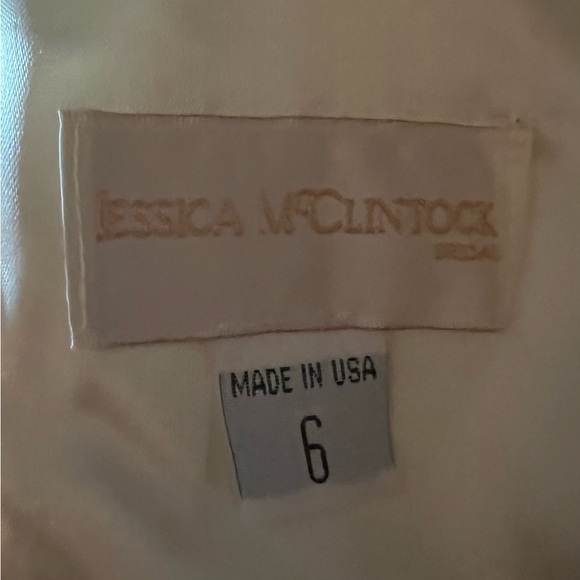 JESSICA McCLINTOCK
BRIDAL
MADE IN USA
6